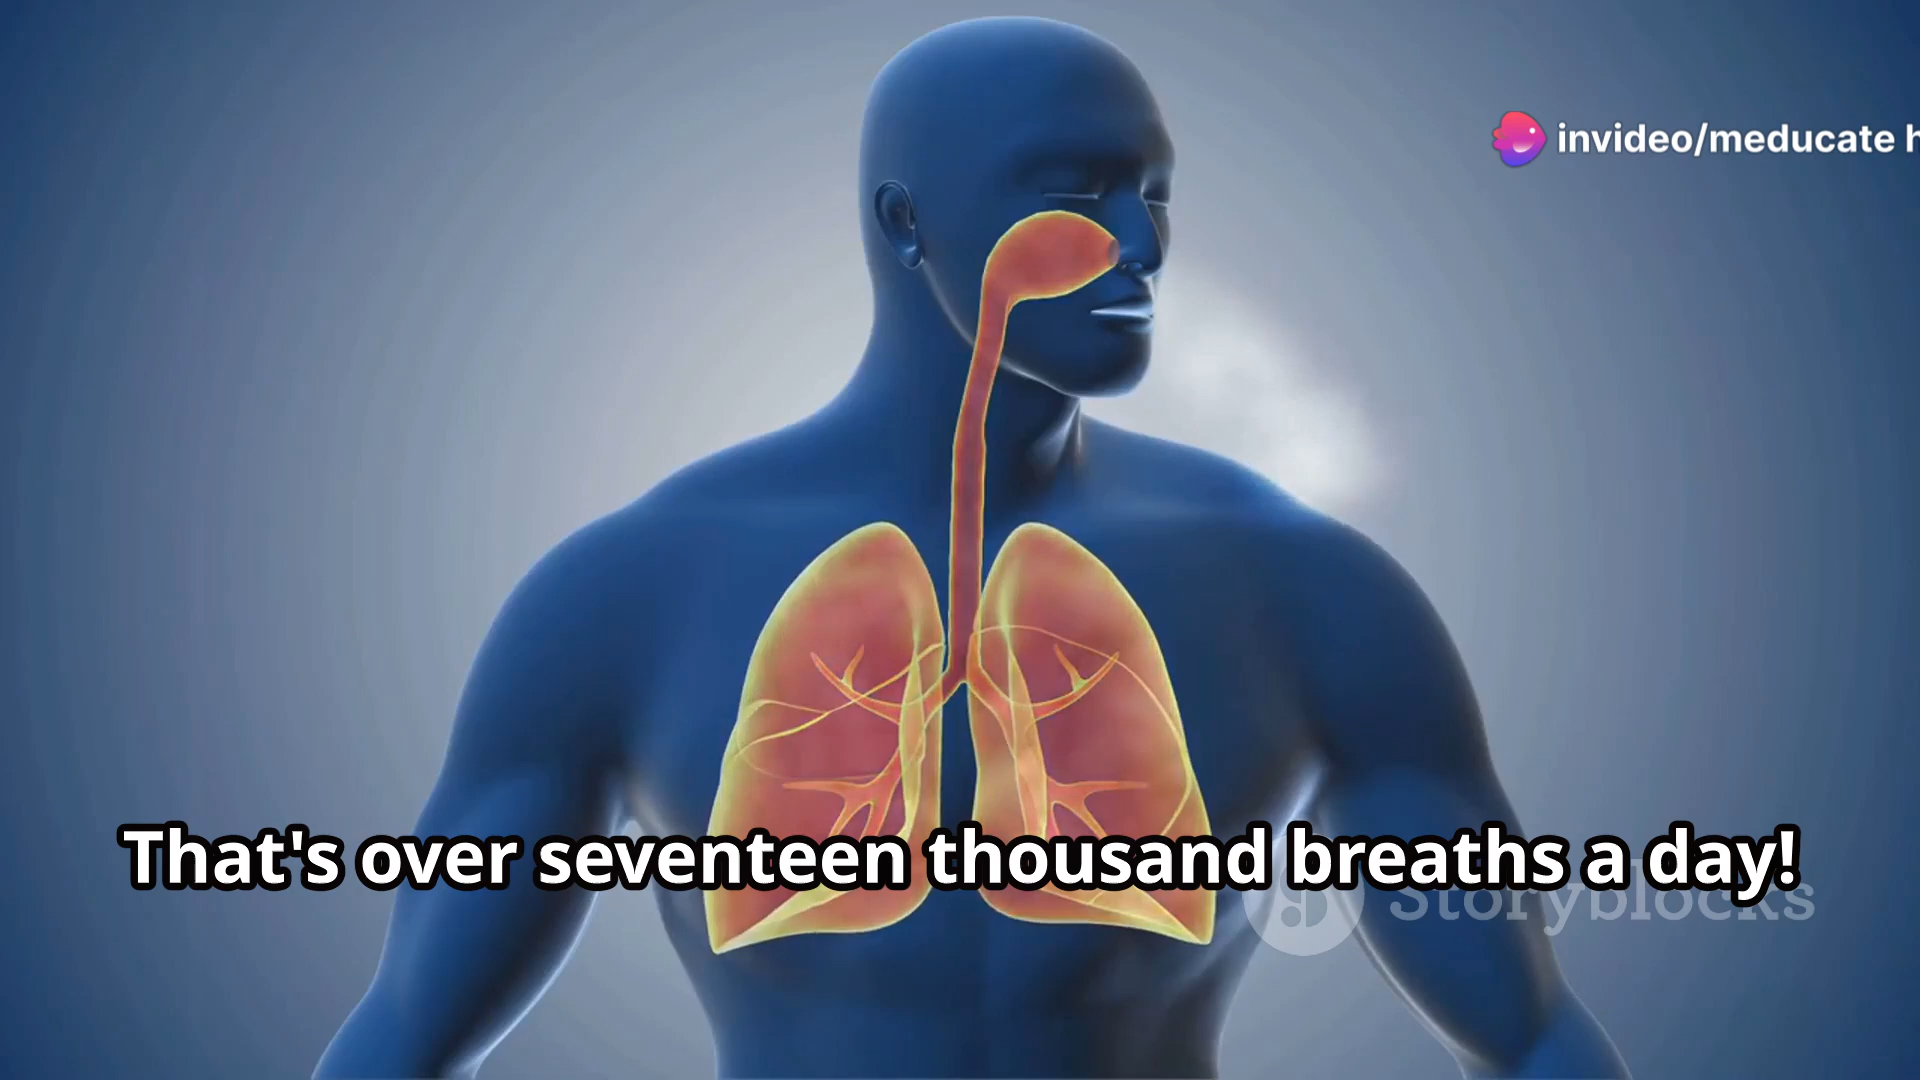 invideo/meducate h
That's over seventeen thousand breaths a day!
Storyblocks